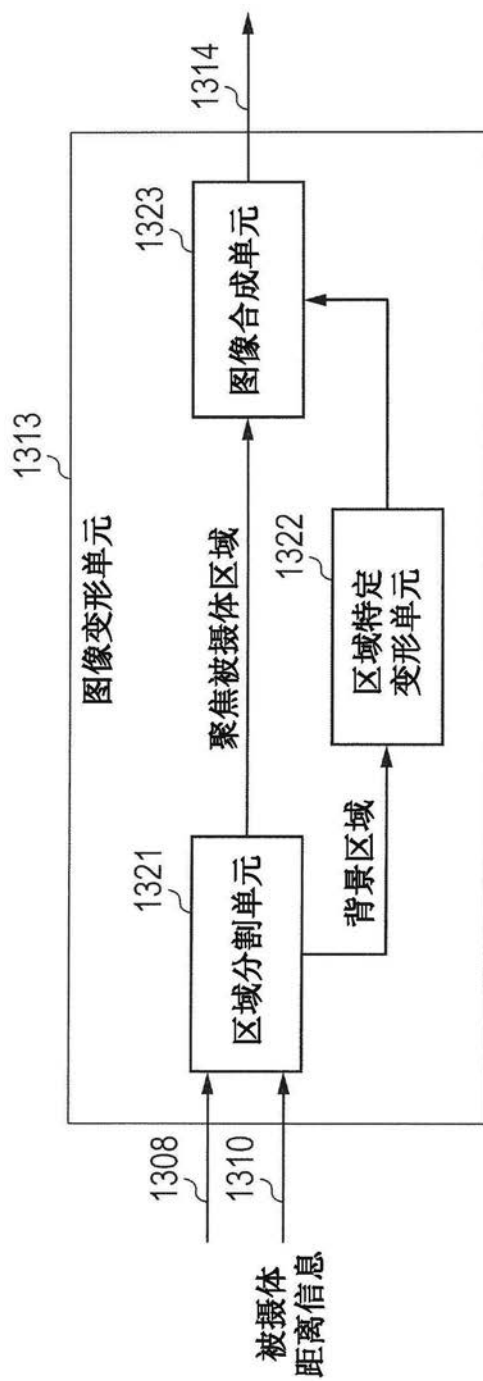 1313
图像变形单元
1308
1310
被摄体
距离信息
1321
区域分割单元
聚焦被摄体区域
背景区域
1322
区域特定
变形单元
1323
图像合成单元
1314